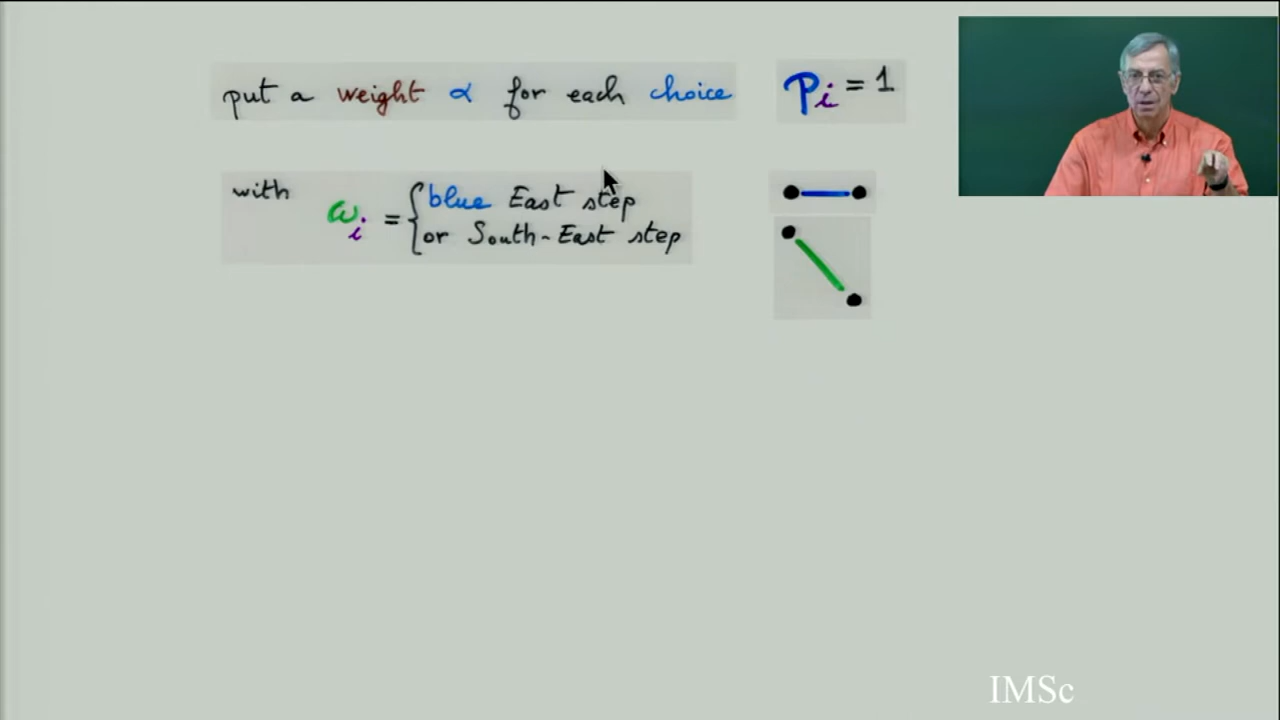 put a weight α for each choice
p_i = 1
with ω_i = { blue East step
or South-East step
IMSc